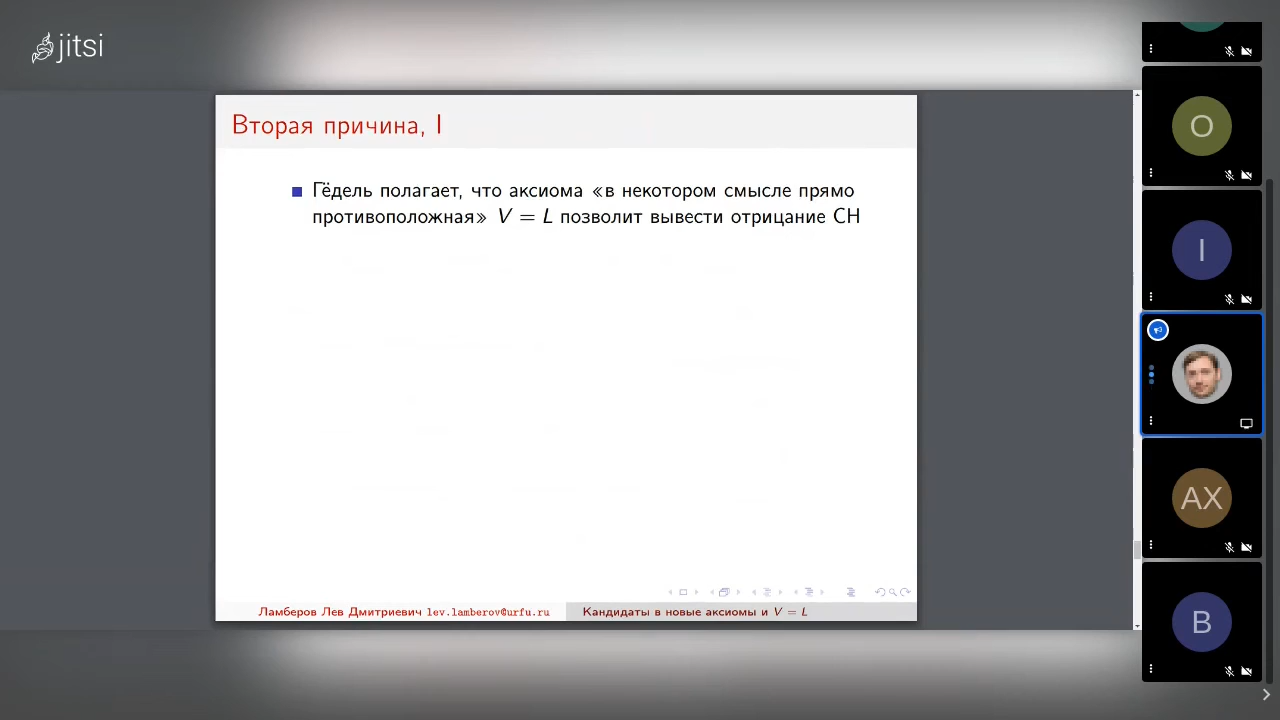 jitsi
Вторая причина, I
Гёдель полагает, что аксиома «в некотором смысле прямо
противоположная» V = L позволит вывести отрицание CH
Ламберов Лев Дмитриевич lev.lamberov@urfu.ru
Кандидаты в новые аксиомы и V = L
O
I
AX
B